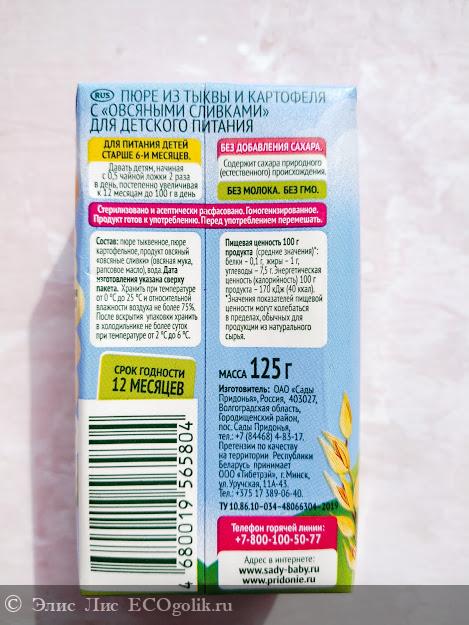 RUS
ПЮРЕ ИЗ ТЫКВЫ И КАРТОФЕЛЯ
С «ОВСЯНЫМИ СЛИВКАМИ»
ДЛЯ ДЕТСКОГО ПИТАНИЯ
ДЛЯ ПИТАНИЯ ДЕТЕЙ
СТАРШЕ 6-И МЕСЯЦЕВ.
Давать детям, начиная
с 0,5 чайной ложки 2 раза
в день, постепенно увеличивая
к 12 месяцам до 100 г в день
БЕЗ ДОБАВЛЕНИЯ САХАРА.
Содержит сахара природного
(естественного) происхождения.
БЕЗ МОЛОКА. БЕЗ ГМО.
Стерилизовано и асептически расфасовано. Гомогенизированное.
Продукт готов к употреблению. Перед употреблением перемешать.
Состав: пюре тыквенное, пюре
картофельное, продукт овсяный
«овсяные сливки» (овсяная мука,
рапсовое масло), вода. Дата
изготовления указана сверху
пакета. Хранить при температуре
от 0 °С до 25 °С и относительной
влажности воздуха не более 75%.
После вскрытия упаковки хранить
в холодильнике не более суток
при температуре от 2 °С до 6 °С.
Пищевая ценность 100 г
продукта (средние значения)*:
белки – 0,1 г, жиры – 1 г,
углеводы – 7,5 г. Энергетическая
ценность (калорийность) 100 г
продукта – 170 кДж (40 ккал).
*Значения показателей пищевой
ценности могут колебаться
в пределах, обычных
для продукции из натурального
сырья.
СРОК ГОДНОСТИ
12 МЕСЯЦЕВ
МАССА 125 г
Изготовитель: ОАО «Сады
Придонья», Россия, 403027,
Волгоградская область,
Городищенский район,
пос. Сады Придонья,
тел.: +7 (84468) 4-83-17.
Претензии по качеству
на территории Республики
Беларусь принимает
ООО «Тибетрэй», г. Минск,
ул. Уручская, 11А-43.
Тел.: +375 17 389-06-40.
ТУ 10.86.10-034-48066304-2019
4 680019 565804
Телефон горячей линии:
+7-800-100-50-77
Адрес в интернете:
www.sady-baby.ru
www.pridonie.ru
© Элис Лис ECOgolik.ru